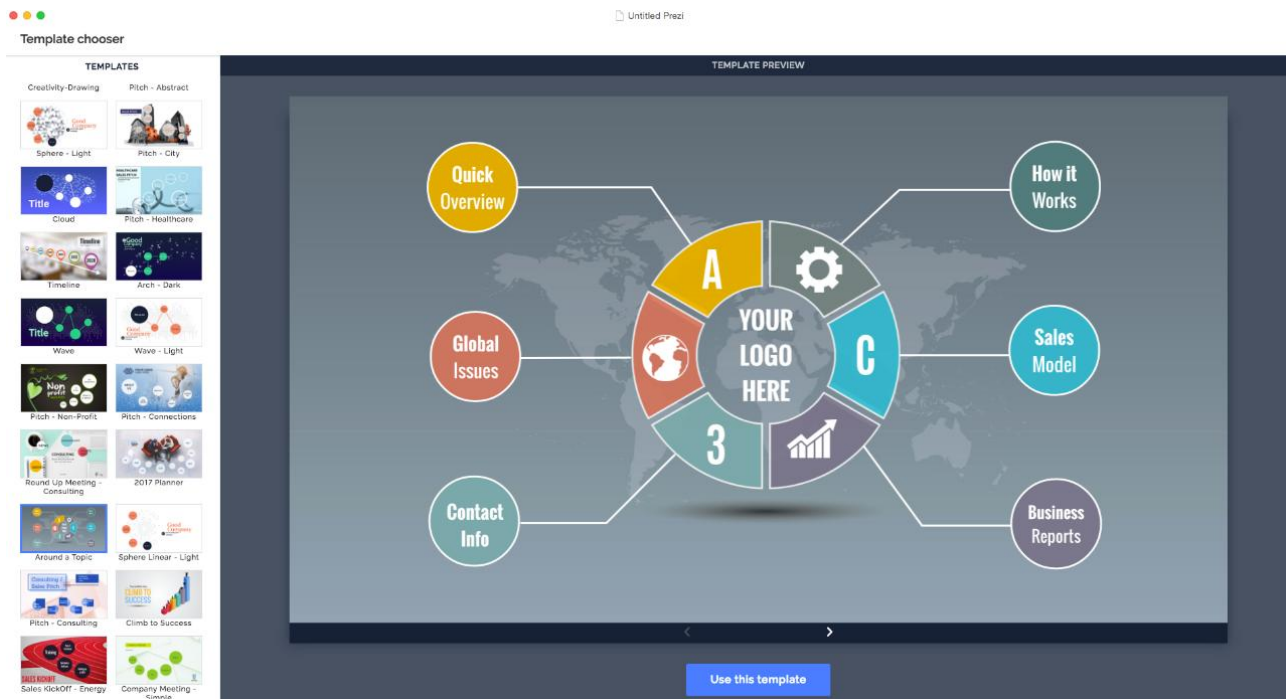 Untitled Prezi
Template chooser
TEMPLATES
Creativity-Drawing
Pitch - Abstract
Sphere - Light
Pitch - City
Title
Cloud
Pitch - Healthcare
Timeline
Timeline
Arch - Dark
Title
Wave
Wave - Light
Non
profit
Pitch - Non-Profit
Pitch - Connections
Round Up Meeting -
Consulting
2017 Planner
Around a Topic
Sphere Linear - Light
Consulting /
Sales Pitch
Pitch - Consulting
CLIMB TO
SUCCESS
Climb to Success
SALES KICKOFF
Sales KickOff - Energy
Company Meeting -
Simple
TEMPLATE PREVIEW
Quick
Overview
How it
Works
A
YOUR
LOGO
HERE
Global
Issues
C
Sales
Model
3
Contact
Info
Business
Reports
Use this template